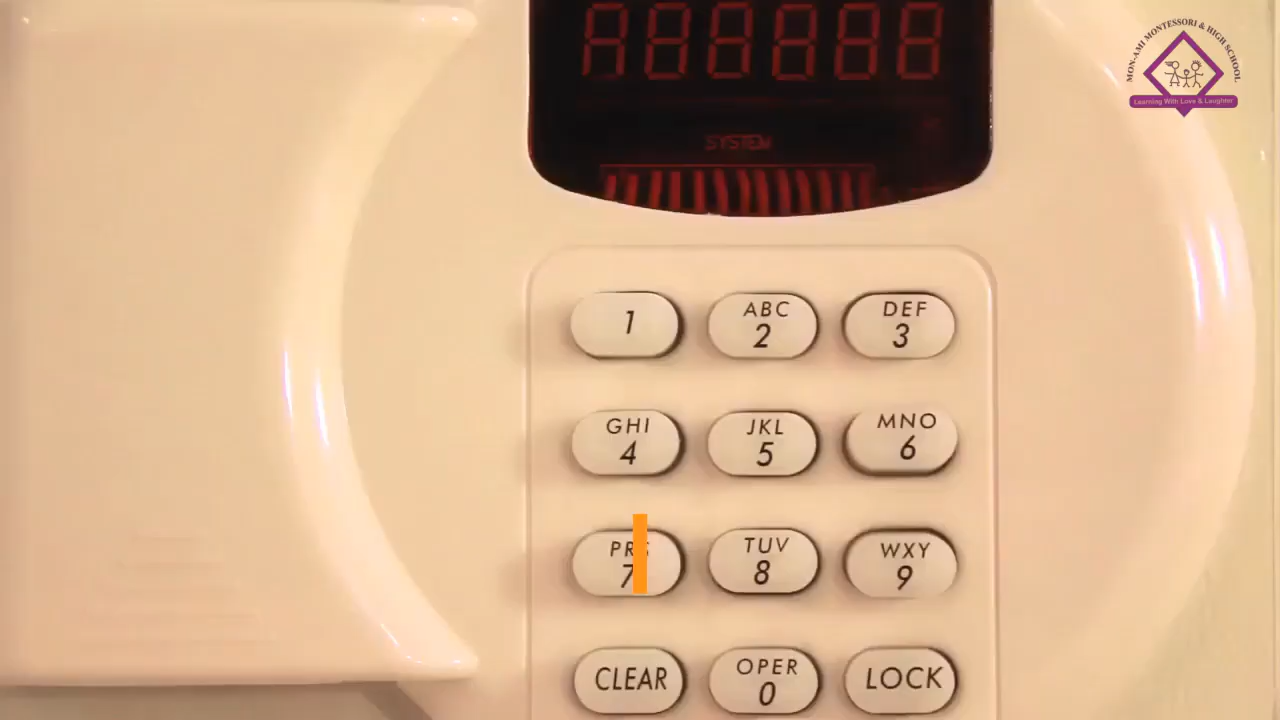 MON-AMI MONTESSORI & HIGH SCHOOL
Learning With Love & Laughter
SYSTEM
1
ABC
2
DEF
3
GHI
4
JKL
5
MNO
6
PRS
7
TUV
8
WXY
9
CLEAR
OPER
0
LOCK